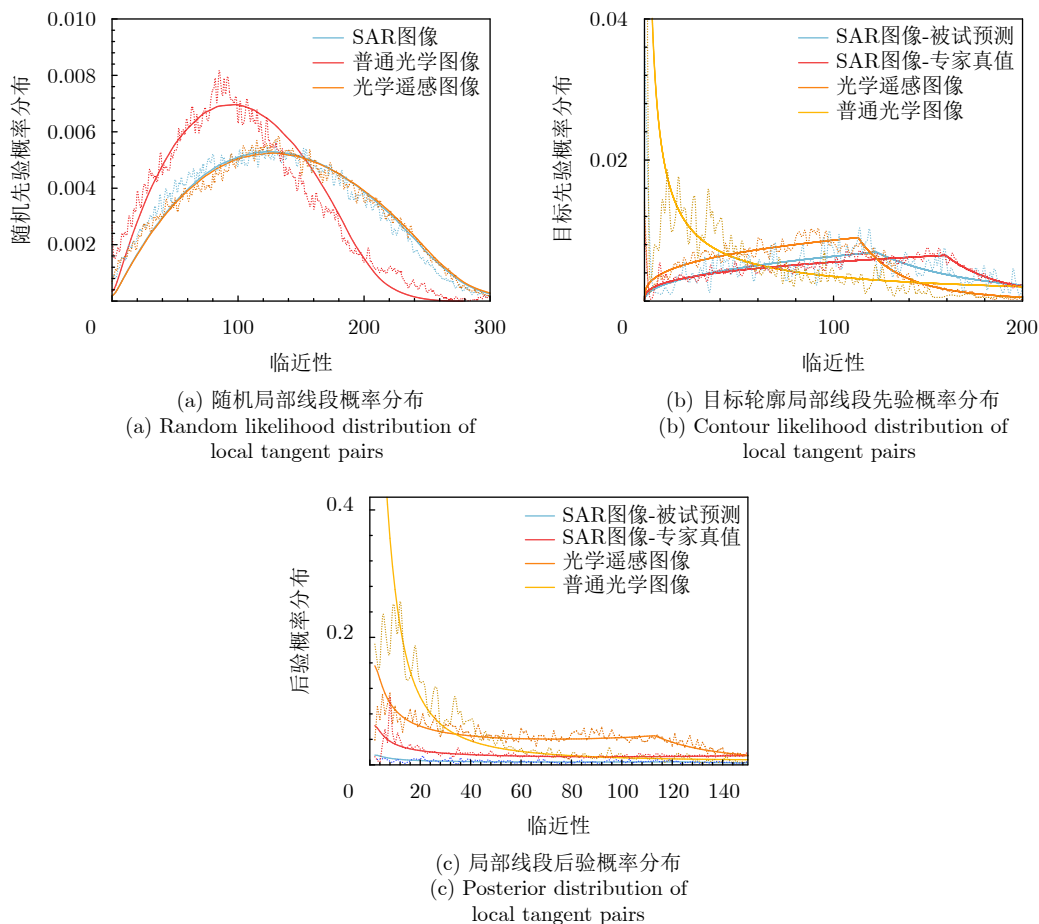 0.010
0.008
0.006
0.004
0.002
随机先验概率分布
SAR图像
普通光学图像
光学遥感图像
0
100
200
300
临近性
(a) 随机局部线段概率分布
(a) Random likelihood distribution of
local tangent pairs
0.04
0.02
目标先验概率分布
SAR图像-被试预测
SAR图像-专家真值
光学遥感图像
普通光学图像
0
100
200
临近性
(b) 目标轮廓局部线段先验概率分布
(b) Contour likelihood distribution of
local tangent pairs
0.4
0.2
后验概率分布
SAR图像-被试预测
SAR图像-专家真值
光学遥感图像
普通光学图像
0
20
40
60
80
100
120
140
临近性
(c) 局部线段后验概率分布
(c) Posterior distribution of
local tangent pairs